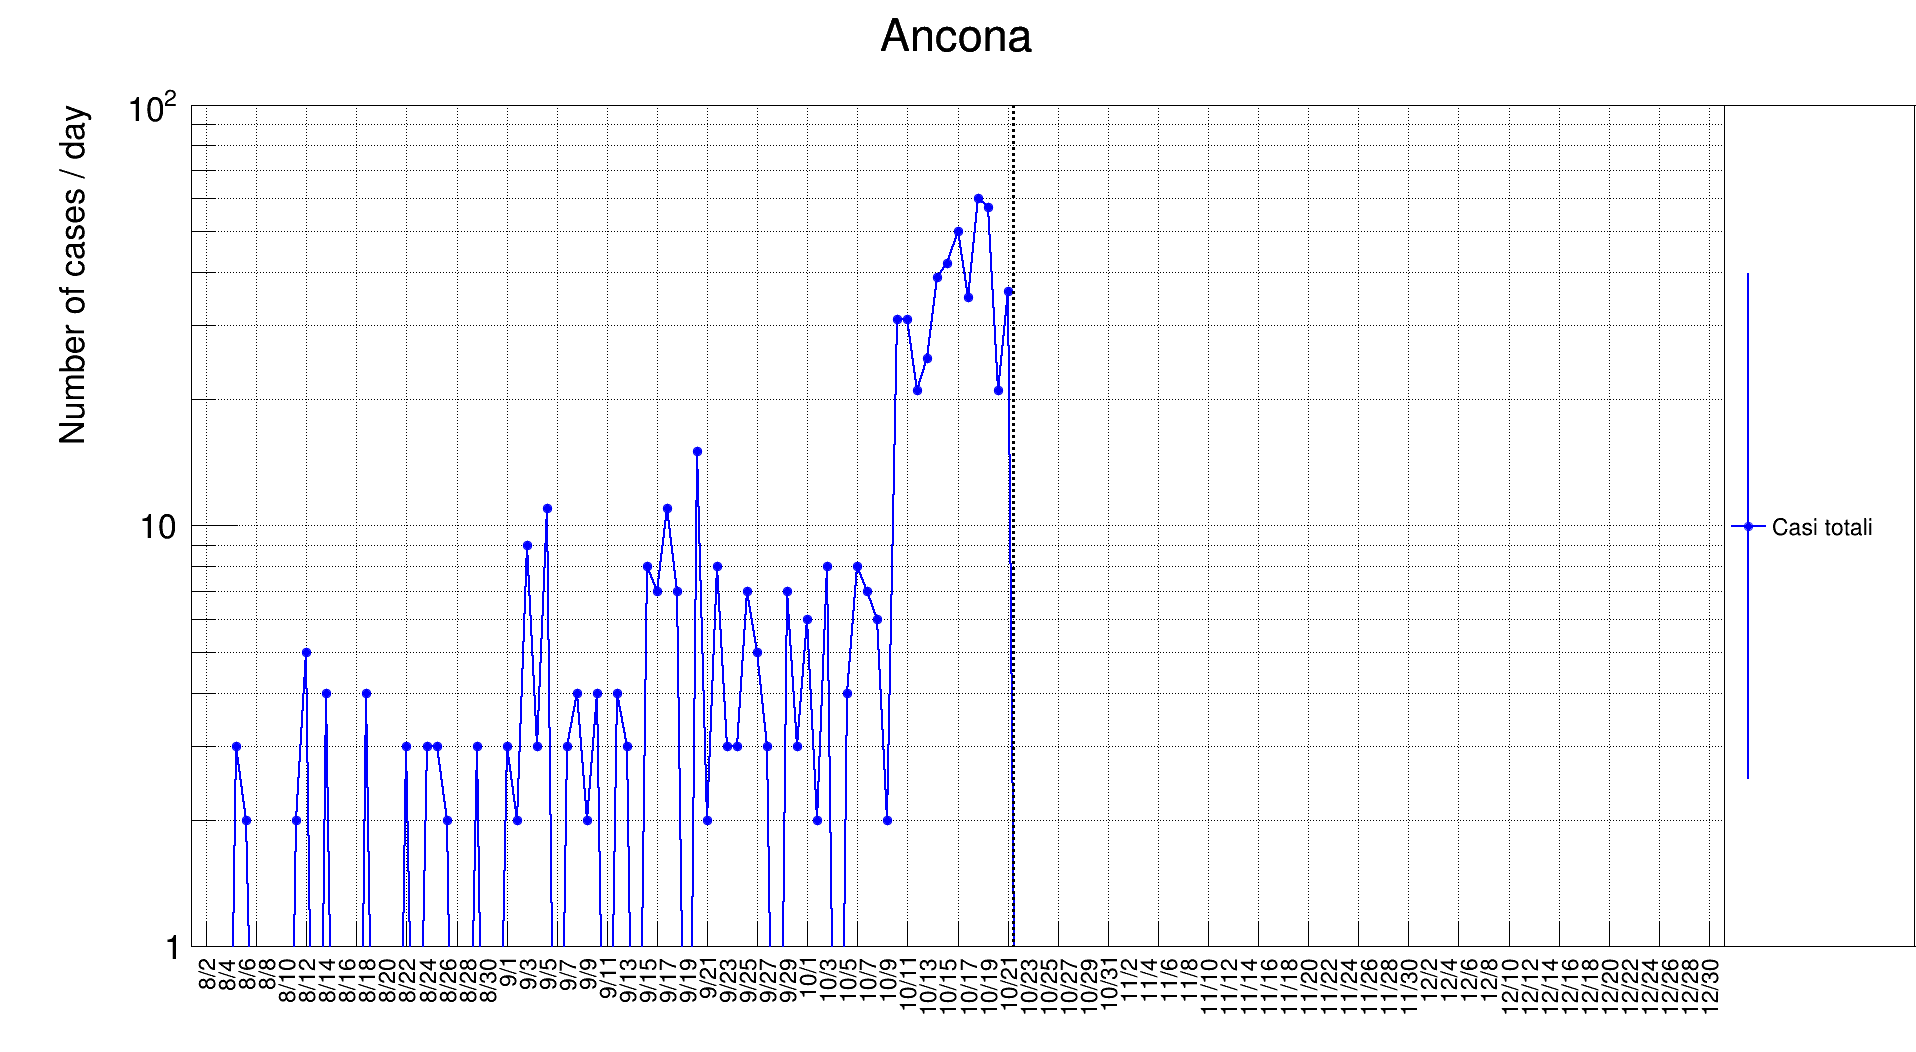 Ancona
Number of cases / day
10²
10
1
8/2 8/4 8/6 8/8 8/10 8/12 8/14 8/16 8/18 8/20 8/22 8/24 8/26 8/28 8/30 9/1 9/3 9/5 9/7 9/9 9/11 9/13 9/15 9/17 9/19 9/21 9/23 9/25 9/27 9/29 10/1 10/3 10/5 10/7 10/9 10/11 10/13 10/15 10/17 10/19 10/21 10/23 10/25 10/27 10/29 10/31 11/2 11/4 11/6 11/8 11/10 11/12 11/14 11/16 11/18 11/20 11/22 11/24 11/26 11/28 11/30 12/2 12/4 12/6 12/8 12/10 12/12 12/14 12/16 12/18 12/20 12/22 12/24 12/26 12/28 12/30
Casi totali